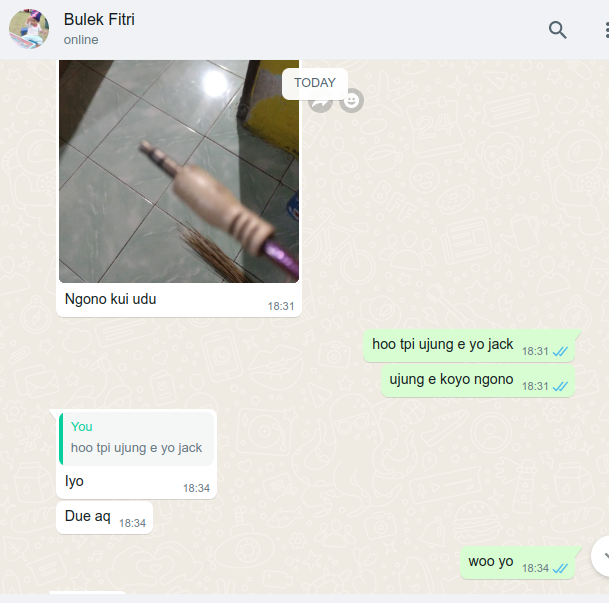 Bulek Fitri
online
TODAY
Ngono kui udu
18:31
hoo tpi ujung e yo jack
18:31
ujung e koyo ngono
18:31
You
hoo tpi ujung e yo jack
Iyo
18:34
Due aq
18:34
woo yo
18:34